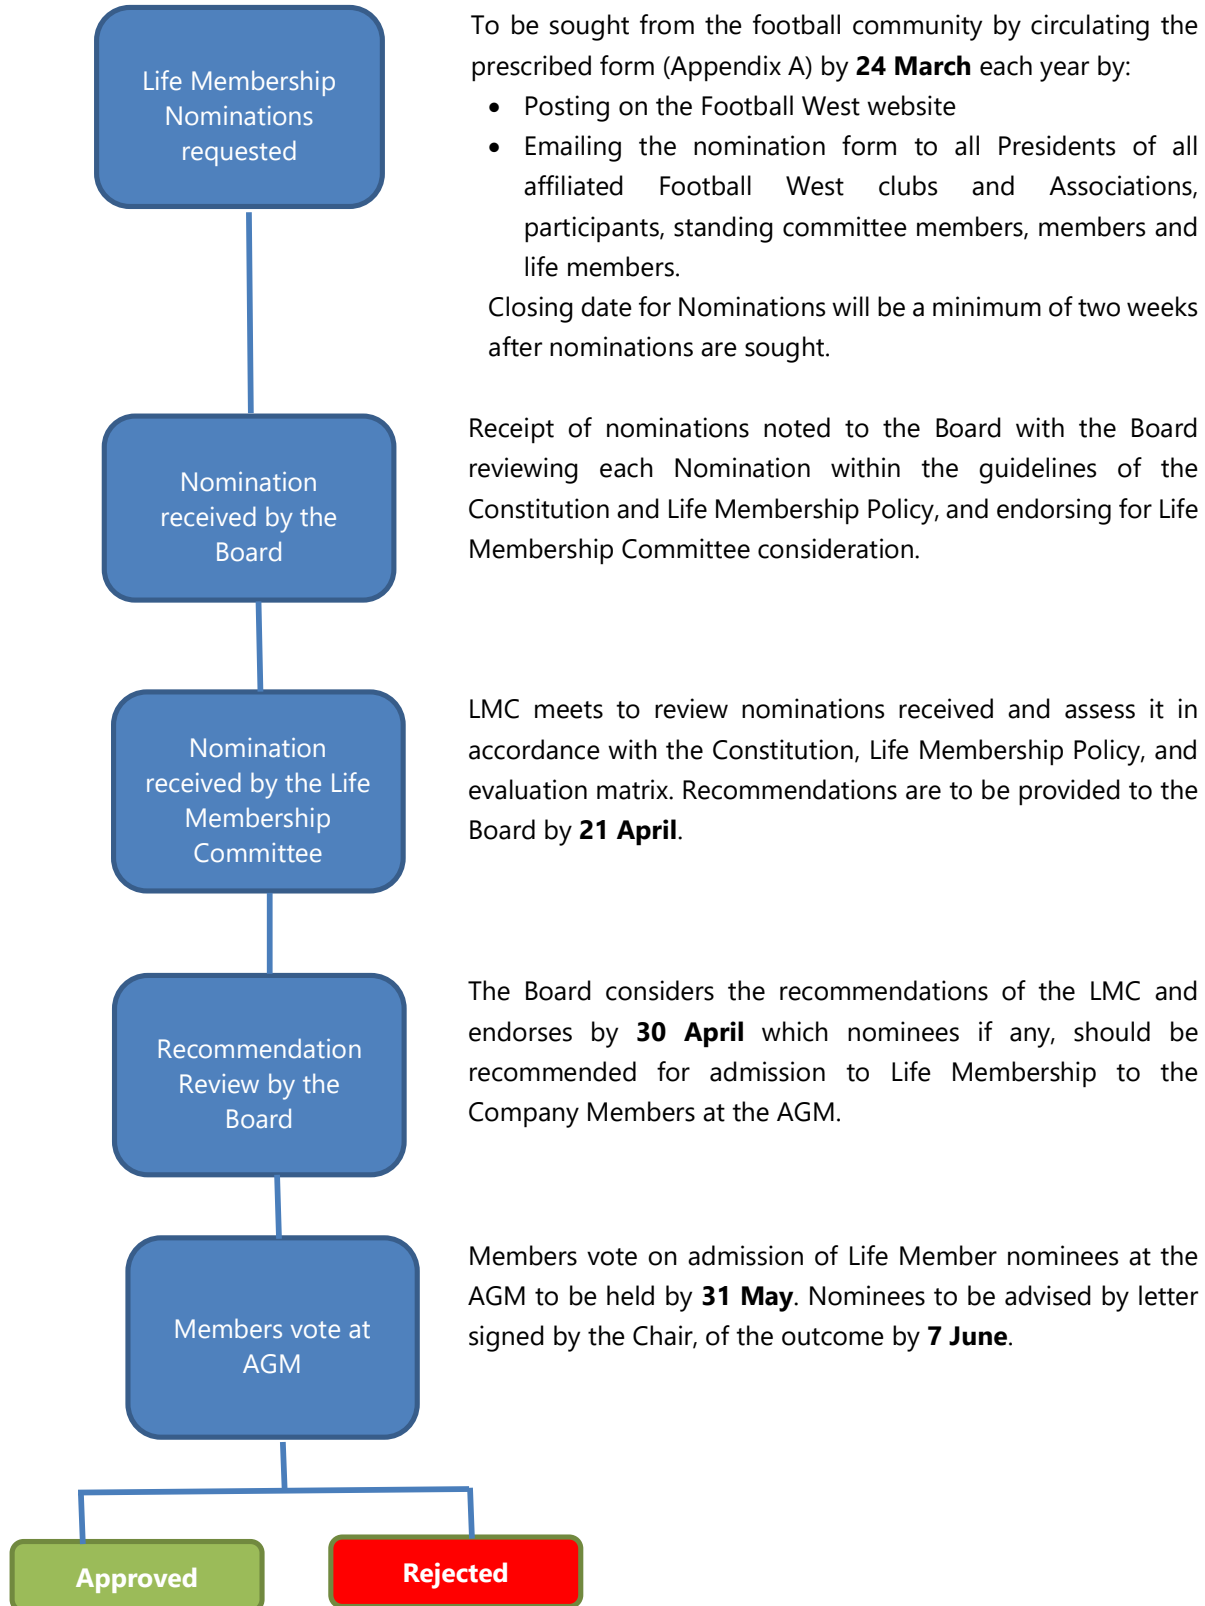 Life Membership
Nominations
requested
To be sought from the football community by circulating the
prescribed form (Appendix A) by 24 March each year by:
• Posting on the Football West website
• Emailing the nomination form to all Presidents of all
affiliated Football West clubs and Associations,
participants, standing committee members, members and
life members.
Closing date for Nominations will be a minimum of two weeks
after nominations are sought.
Nomination
received by the
Board
Receipt of nominations noted to the Board with the Board
reviewing each Nomination within the guidelines of the
Constitution and Life Membership Policy, and endorsing for Life
Membership Committee consideration.
Nomination
received by the Life
Membership
Committee
LMC meets to review nominations received and assess it in
accordance with the Constitution, Life Membership Policy, and
evaluation matrix. Recommendations are to be provided to the
Board by 21 April.
Recommendation
Review by the
Board
The Board considers the recommendations of the LMC and
endorses by 30 April which nominees if any, should be
recommended for admission to Life Membership to the
Company Members at the AGM.
Members vote at
AGM
Members vote on admission of Life Member nominees at the
AGM to be held by 31 May. Nominees to be advised by letter
signed by the Chair, of the outcome by 7 June.
Approved
Rejected